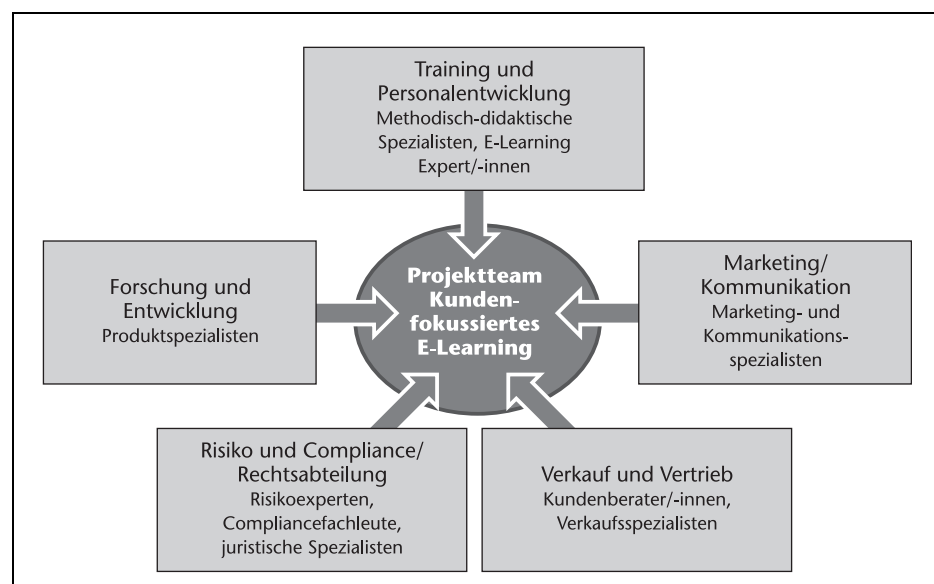 Training und
Personalentwicklung
Methodisch-didaktische
Spezialisten, E-Learning
Expert/-innen
Forschung und
Entwicklung
Produktspezialisten
Projektteam
Kunden-
fokussiertes
E-Learning
Marketing/
Kommunikation
Marketing- und
Kommunikations-
spezialisten
Risiko und Compliance/
Rechtsabteilung
Risikoexperten,
Compliancefachleute,
juristische Spezialisten
Verkauf und Vertrieb
Kundenberater/-innen,
Verkaufsspezialisten